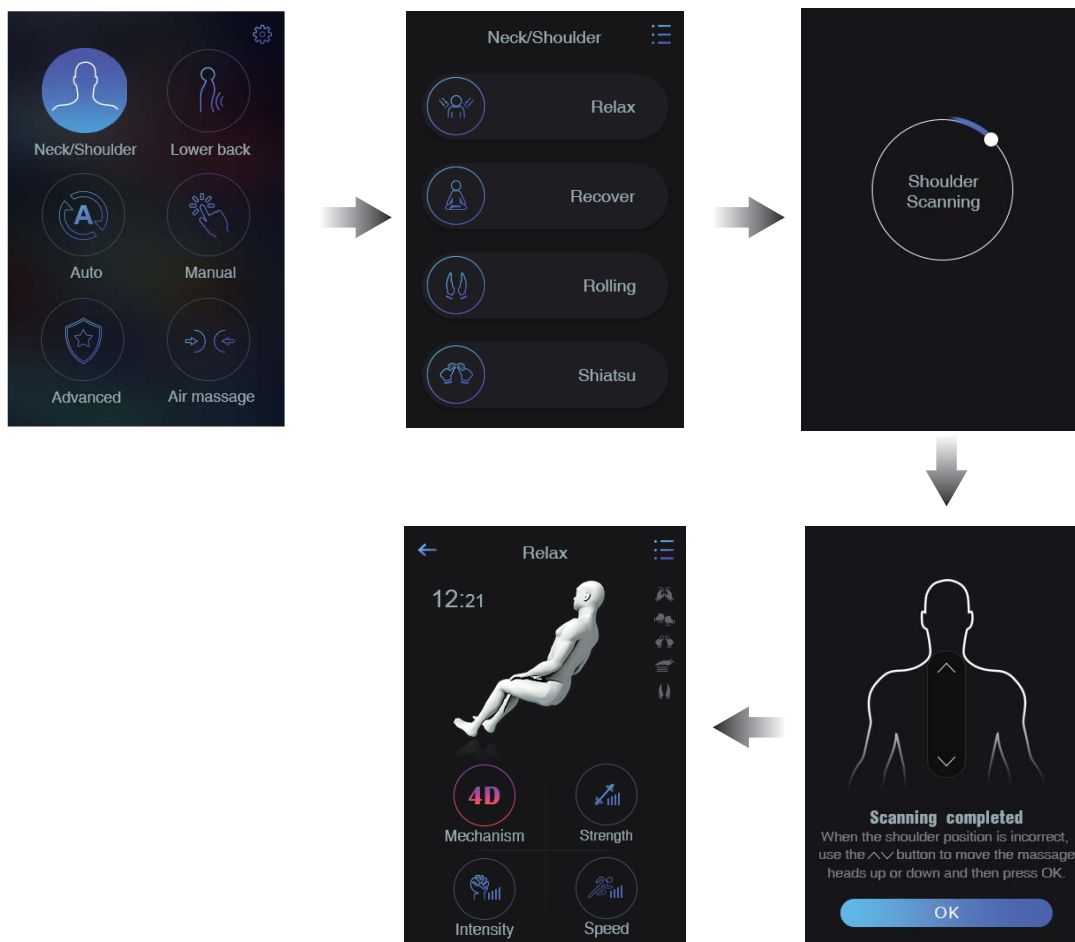 Neck/Shoulder
Lower back
A
Auto
Manual
Advanced
Air massage
Neck/Shoulder
Relax
Recover
Rolling
Shiatsu
Shoulder
Scanning
Scanning completed
When the shoulder position is incorrect,
use the button to move the massage
heads up or down and then press OK.
OK
Relax
12:21
4D
Mechanism
Strength
Intensity
Speed